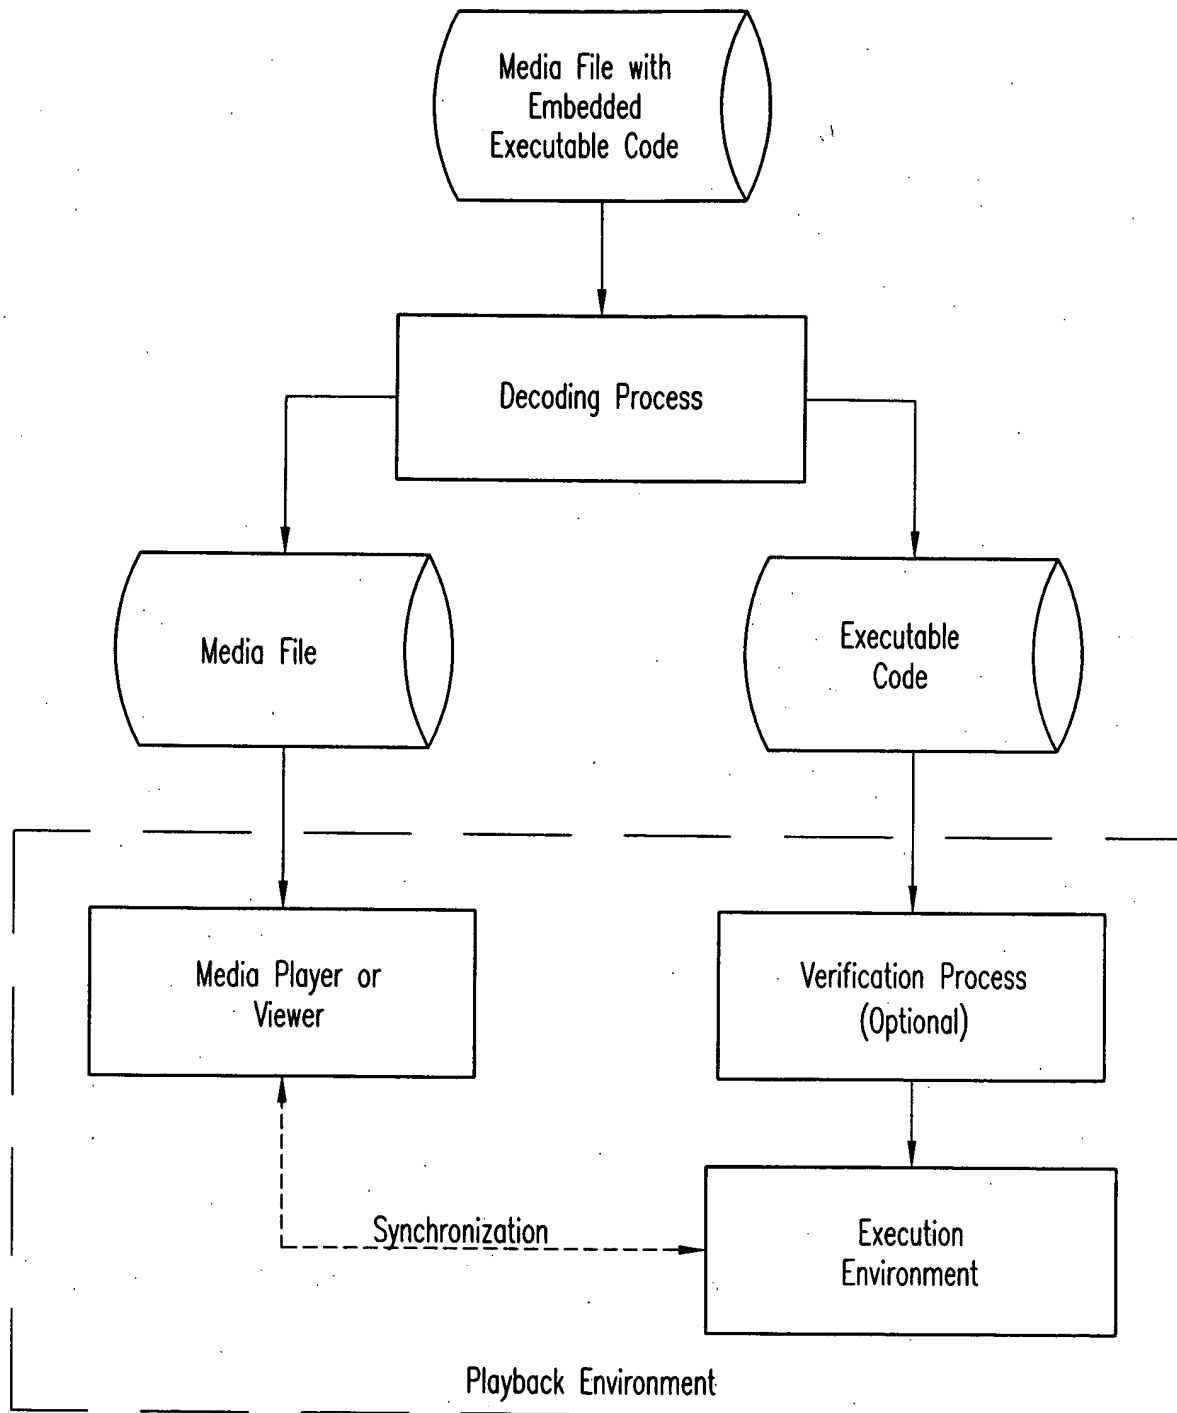 Media File with
Embedded
Executable Code
Decoding Process
Media File
Executable
Code
Media Player or
Viewer
Verification Process
(Optional)
Synchronization
Execution
Environment
Playback Environment